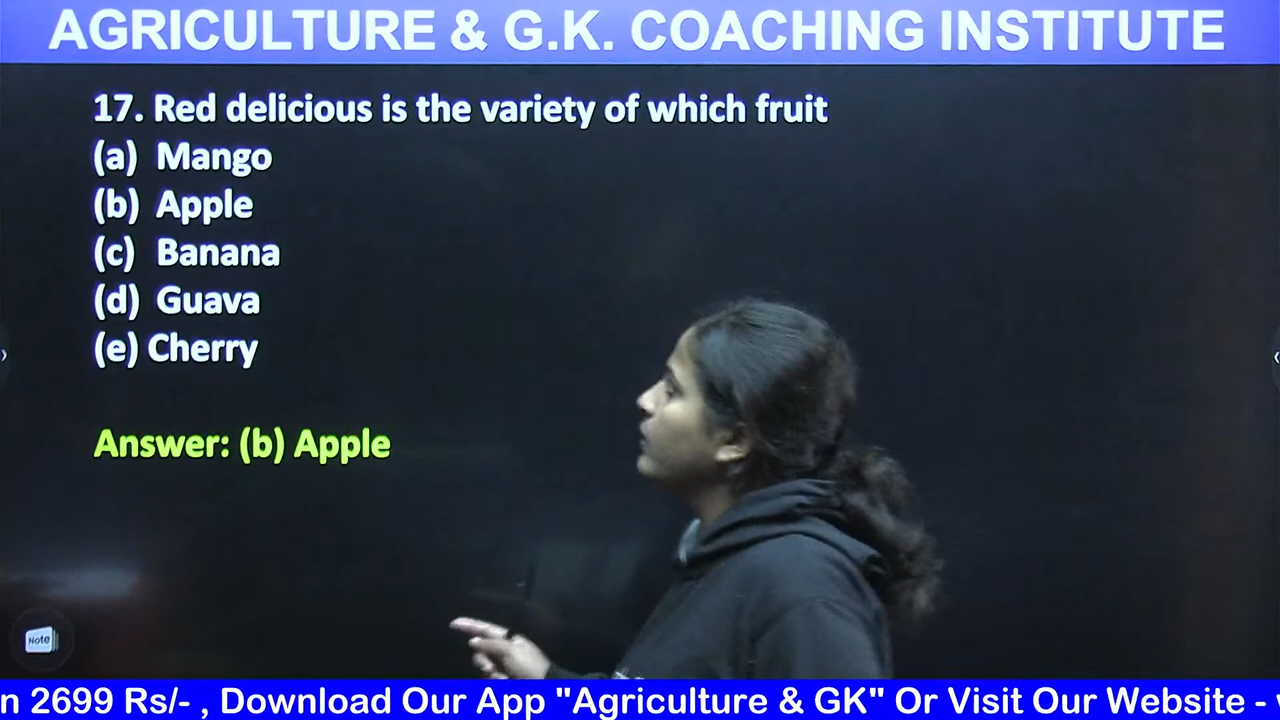 AGRICULTURE & G.K. COACHING INSTITUTE
17. Red delicious is the variety of which fruit
(a) Mango
(b) Apple
(c) Banana
(d) Guava
(e) Cherry
Answer: (b) Apple
Note
2699 Rs/- , Download Our App "Agriculture & GK" Or Visit Our Website -